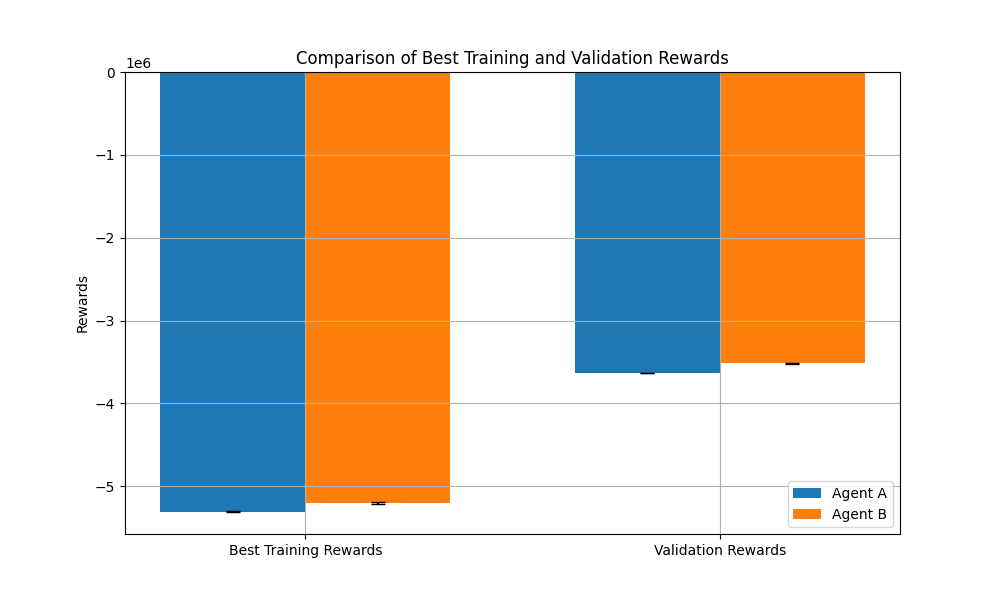 Comparison of Best Training and Validation Rewards
1e6
0
−1
−2
−3
−4
−5
Rewards
Best Training Rewards
Validation Rewards
Agent A
Agent B